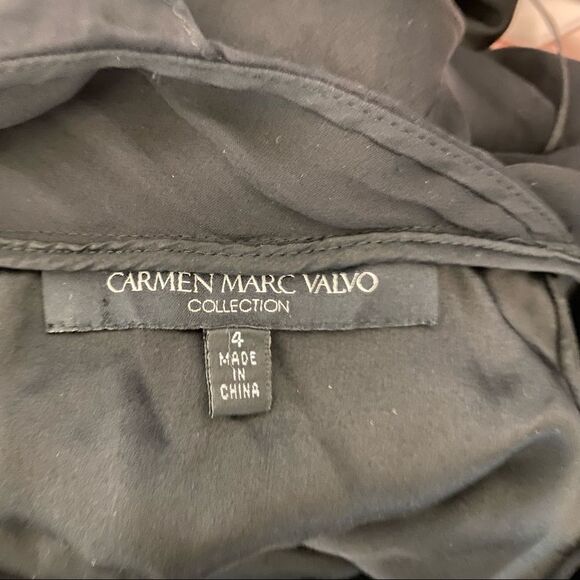 CARMEN MARC VALVO
COLLECTION
4
MADE
IN
CHINA